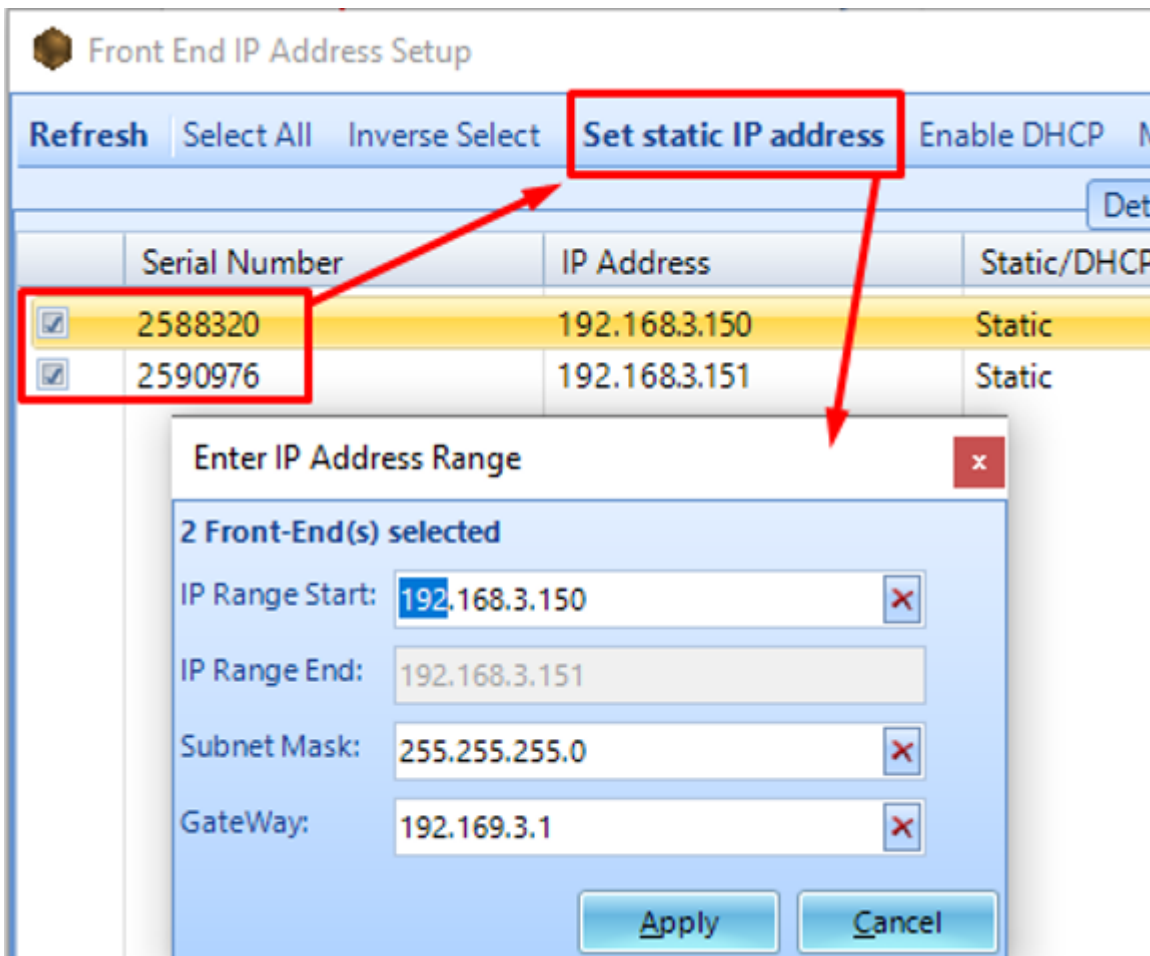 Front End IP Address Setup
Refresh Select All Inverse Select Set static IP address Enable DHCP
Serial Number IP Address Static/DHCP
2588320 192.168.3.150 Static
2590976 192.168.3.151 Static
Enter IP Address Range
x
2 Front-End(s) selected
IP Range Start: 192.168.3.150
IP Range End: 192.168.3.151
Subnet Mask: 255.255.255.0
GateWay: 192.169.3.1
Apply Cancel